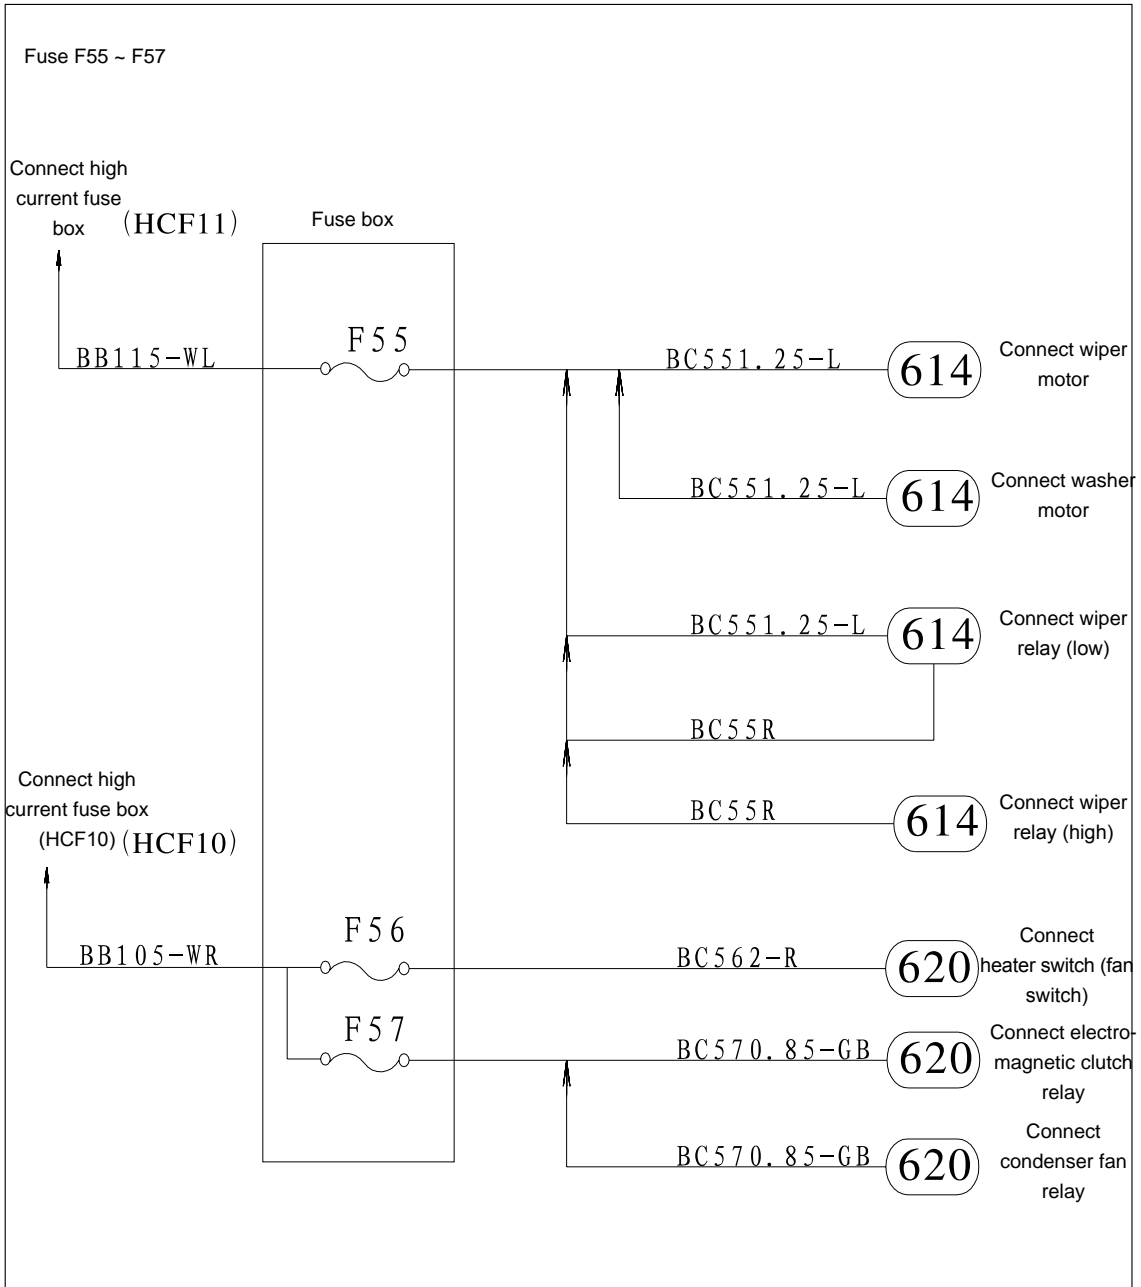 Fuse F55 ~ F57
Connect high
current fuse
box
(HCF11)
Fuse box
F55
BB115-WL
BC551.25-L
614
Connect wiper
motor
BC551.25-L
614
Connect washer
motor
BC551.25-L
614
Connect wiper
relay (low)
BC55R
BC55R
614
Connect wiper
relay (high)
Connect high
current fuse box
(HCF10)
(HCF10)
F56
BB105-WR
BC562-R
620
Connect
heater switch (fan
switch)
F57
BC570.85-GB
620
Connect electro-
magnetic clutch
relay
BC570.85-GB
620
Connect
condenser fan
relay